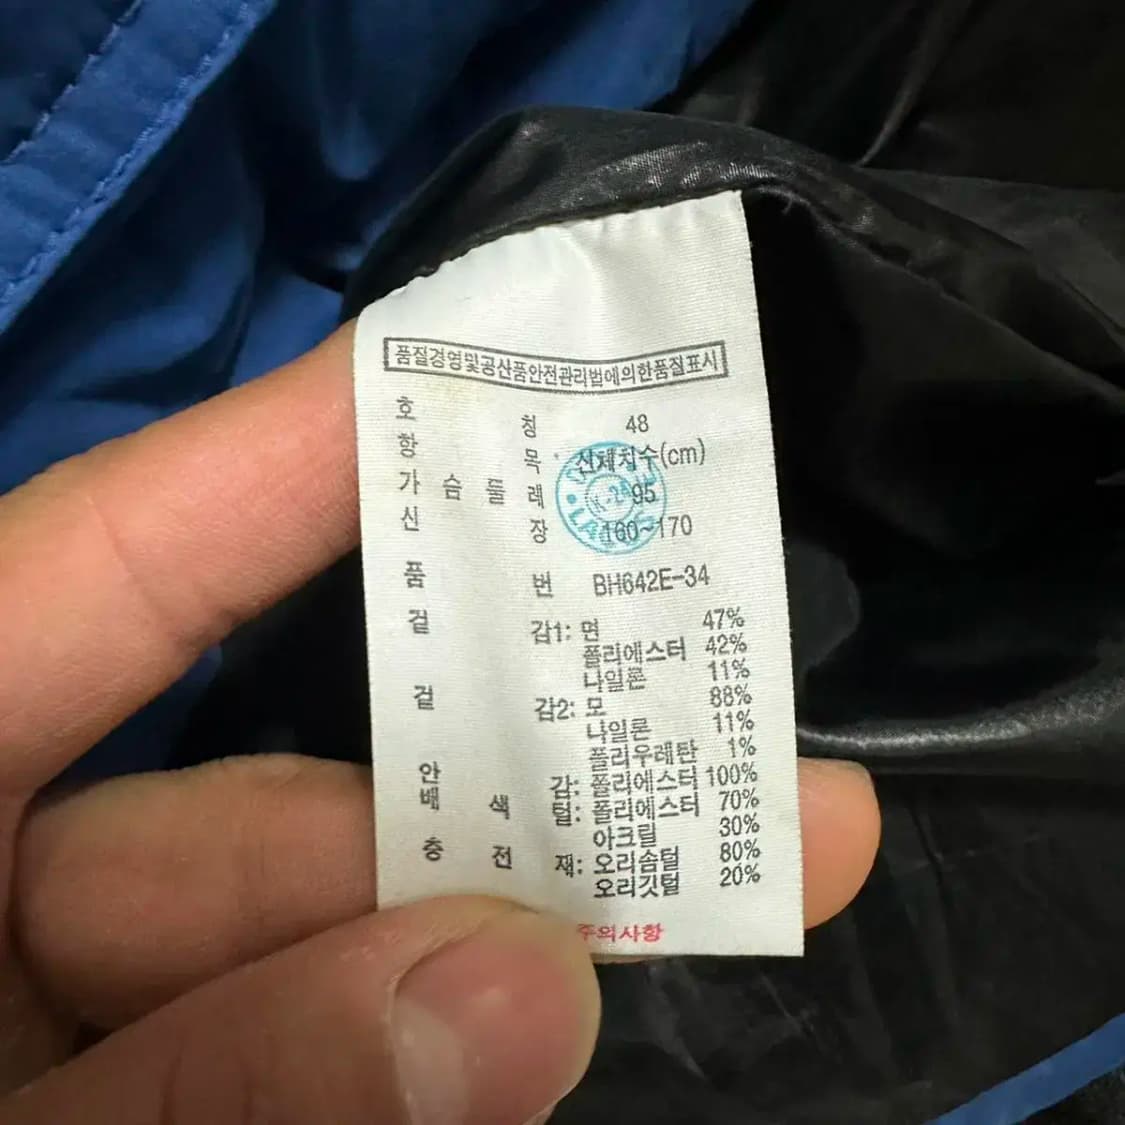 품질경영및공산품안전관리법에의한품질표시
호 칭 48
항 목 신체치수(cm)
가 슴 둘 레 95
신 장 160~170
품 번 BH642E-34
겉 감1: 면 47%
폴리에스터 42%
나일론 11%
겉 감2: 모 88%
나일론 11%
폴리우레탄 1%
안 감: 폴리에스터 100%
배 색 털: 폴리에스터 70%
아크릴 30%
충 전 재: 오리솜털 80%
오리깃털 20%
주의사항